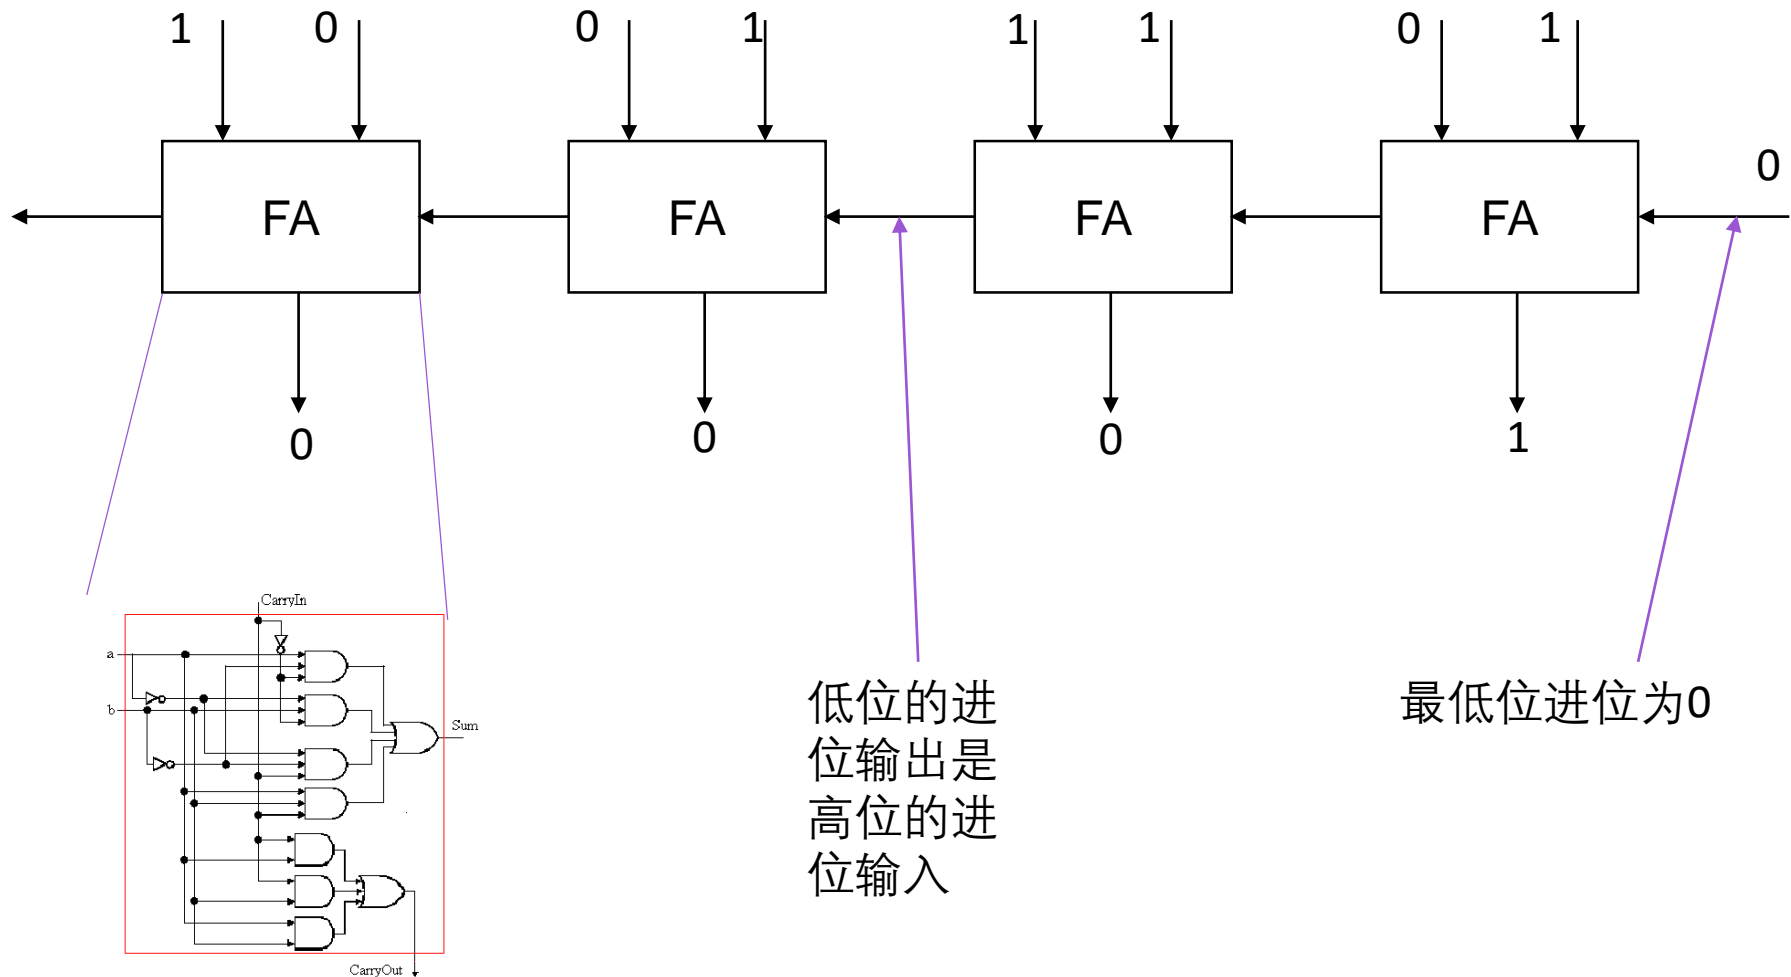 1 0 0 1 1 1 0 1
0
FA FA FA FA
0 0 0 1
CarryIn
a
b
Sum
CarryOut
低位的进
位输出是
高位的进
位输入
最低位进位为0